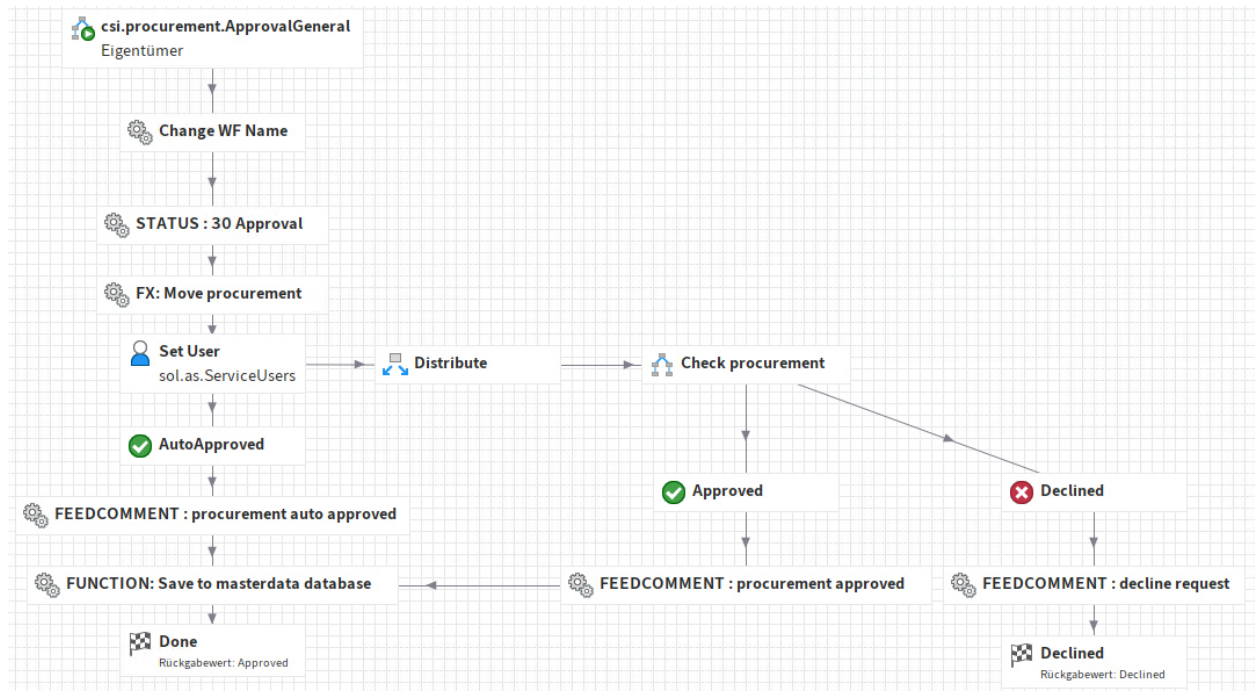 csi.procurement.ApprovalGeneral
Eigentümer
Change WF Name
STATUS : 30 Approval
FX: Move procurement
Set User
sol.as.ServiceUsers
Distribute
Check procurement
AutoApproved
Approved
Declined
FEEDCOMMENT : procurement auto approved
FUNCTION: Save to masterdata database
FEEDCOMMENT : procurement approved
FEEDCOMMENT : decline request
Done
Rückgabewert: Approved
Declined
Rückgabewert: Declined